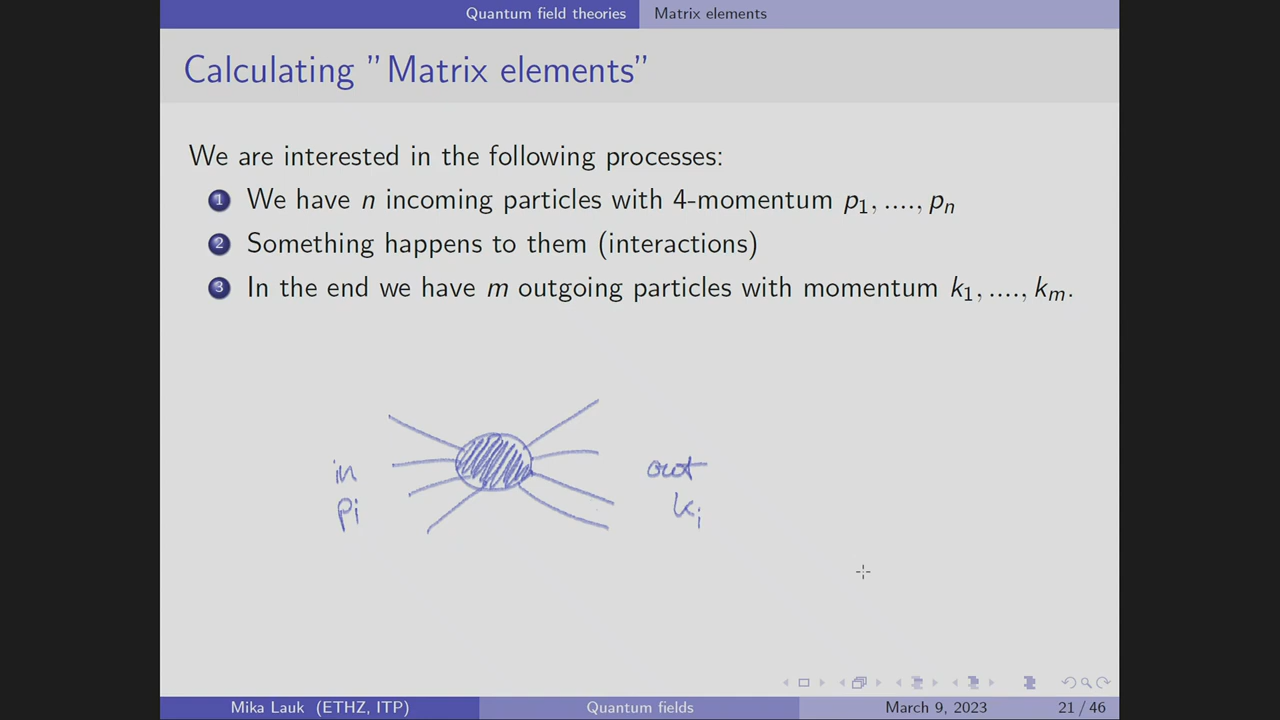 Quantum field theories Matrix elements
Calculating "Matrix elements"
We are interested in the following processes:
1 We have n incoming particles with 4-momentum p1, ...., pn
2 Something happens to them (interactions)
3 In the end we have m outgoing particles with momentum k1, ...., km.
in out
pi ki
Mika Lauk (ETHZ, ITP) Quantum fields March 9, 2023 21 / 46